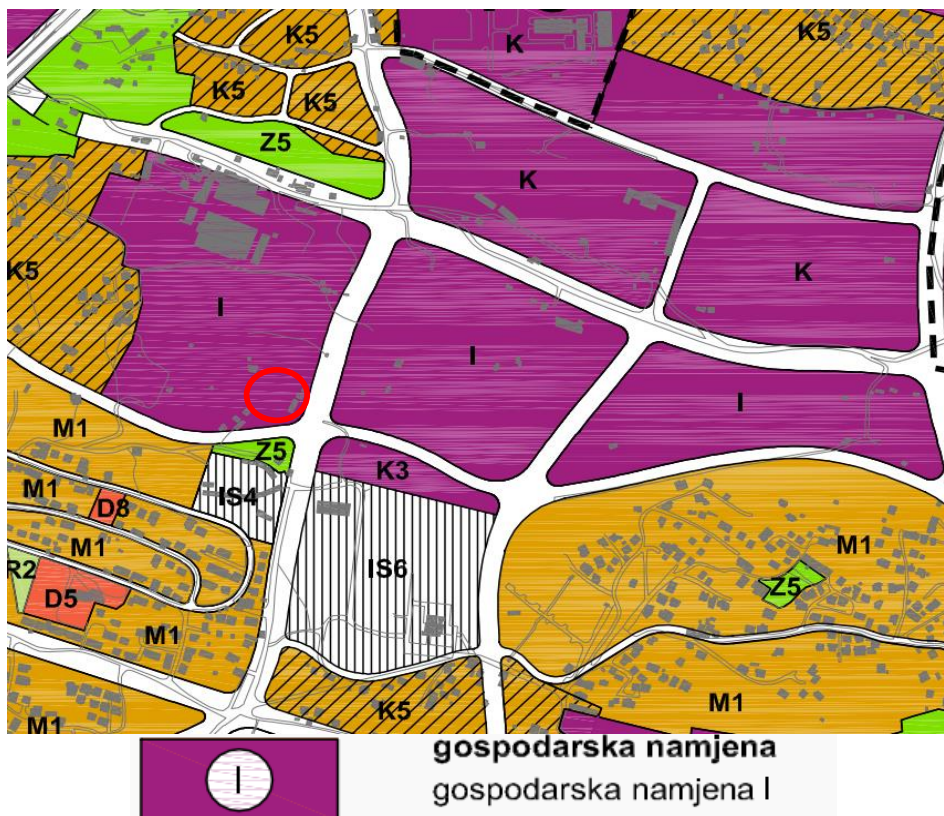 K5
K
K5
K5
K5
Z5
K
K5
K
I
I
I
M1
Z5
K3
M1
IS4
D8
M1
M1
IS6
R2
Z5
D5
M1
K5
M1
M1
I
gospodarska namjena
gospodarska namjena I